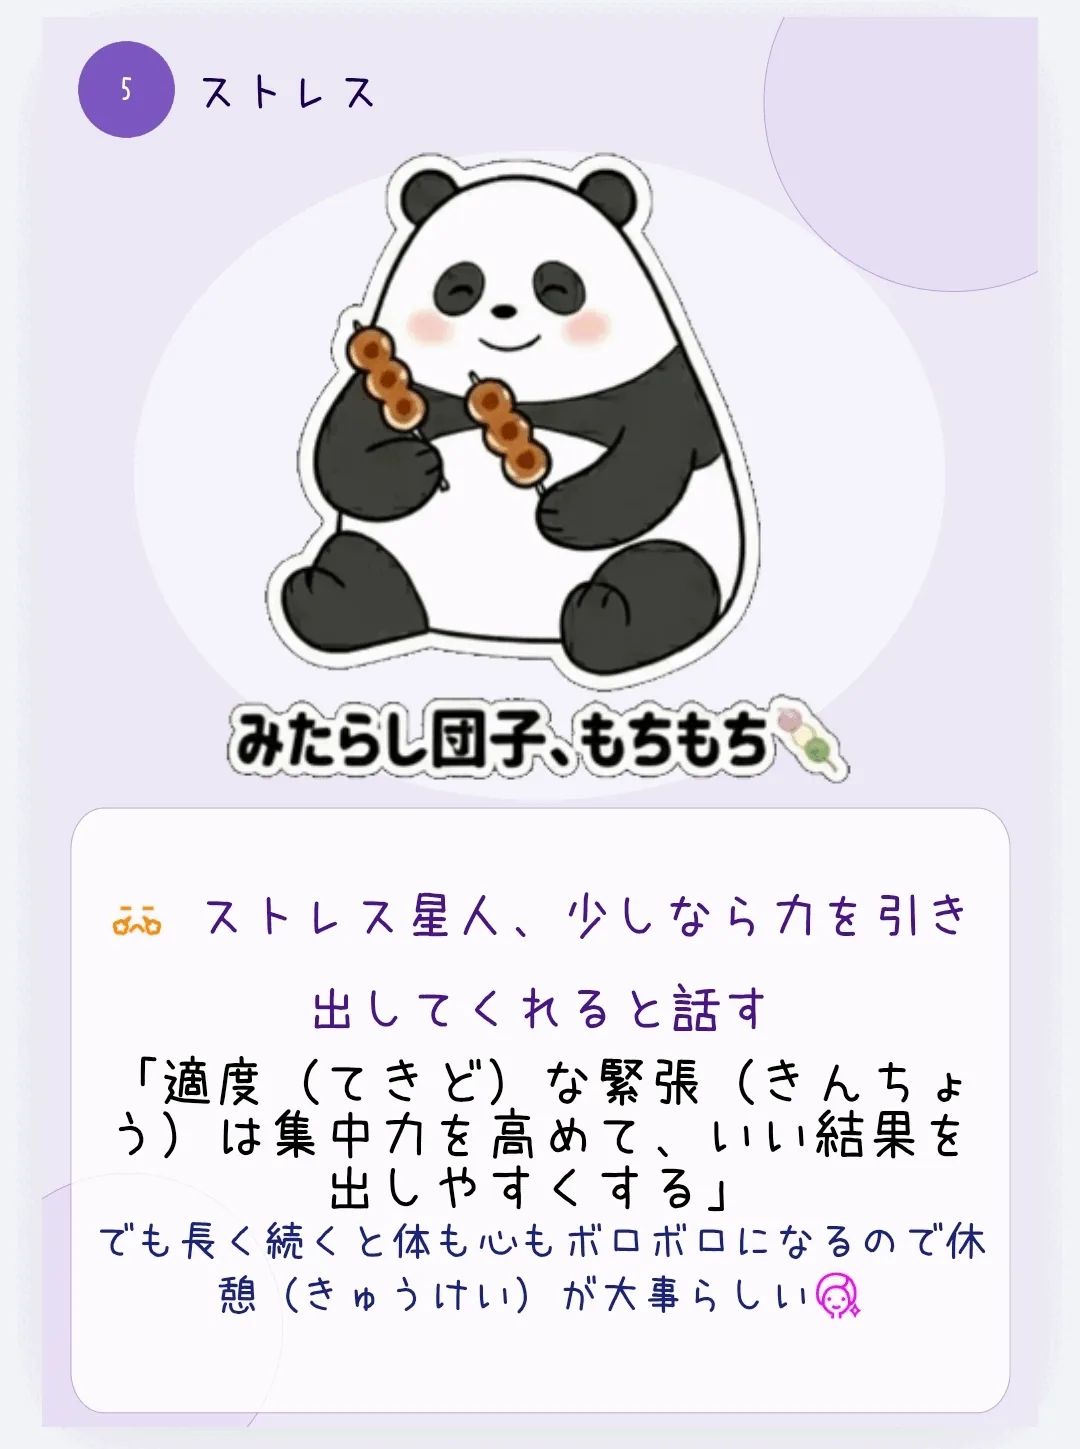 5
ストレス
みたらし団子、もちもち
ストレス星人、少しなら力を引き
出してくれると話す
「適度（てきど）な緊張（きんちょ
う）は集中力を高めて、いい結果を
出しやすくする」
でも長く続くと体も心もボロボロになるので休
憩（きゅうけい）が大事らしい